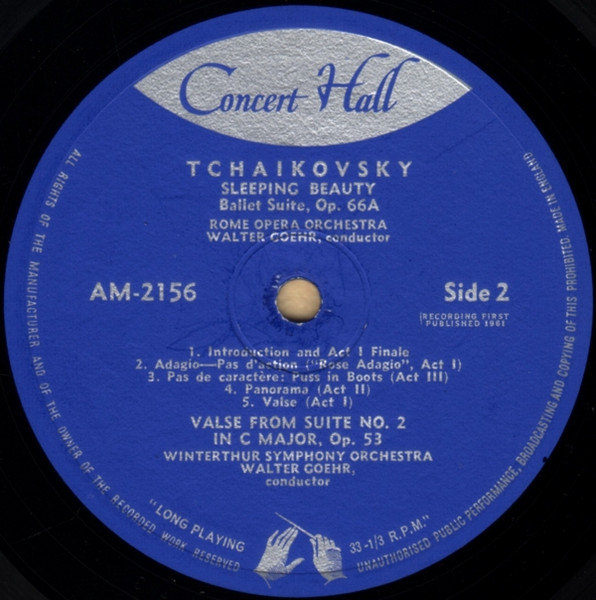 Concert Hall
TCHAIKOVSKY
SLEEPING BEAUTY
Ballet Suite, Op. 66A
ROME OPERA ORCHESTRA
WALTER GOEHR, conductor
AM-2156
Side 2
RECORDING FIRST
PUBLISHED 1961
1. Introduction and Act I Finale
2. Adagio—Pas d'action ("Rose Adagio", Act I)
3. Pas de caractère: Puss in Boots (Act III)
4. Panorama (Act II)
5. Valse (Act I)
VALSE FROM SUITE NO. 2
IN C MAJOR, Op. 53
WINTERTHUR SYMPHONY ORCHESTRA
WALTER GOEHR,
conductor
"LONG PLAYING
33-1/3 R.P.M."
ALL RIGHTS OF THE MANUFACTURER AND OF THE OWNER OF THE RECORDED WORK RESERVED
UNAUTHORISED PUBLIC PERFORMANCE, BROADCASTING AND COPYING OF THIS PROHIBITED. MADE IN ENGLAND